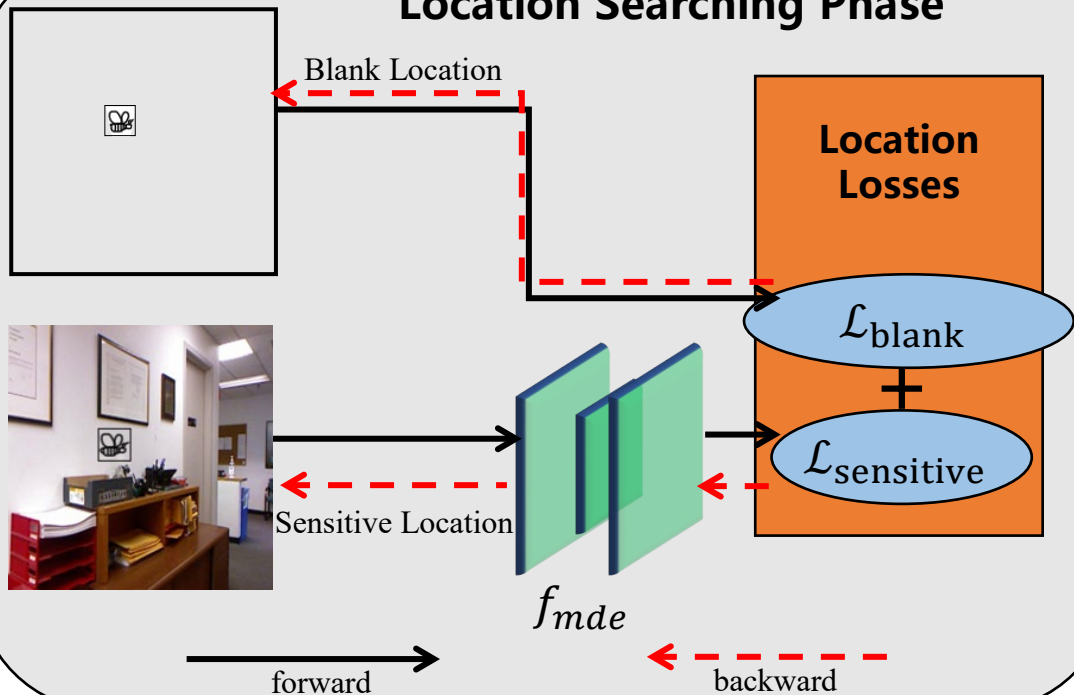 Location Searching Phase
Blank Location
Location
Losses
ℒblank
+
ℒsensitive
Sensitive Location
fmde
forward
backward